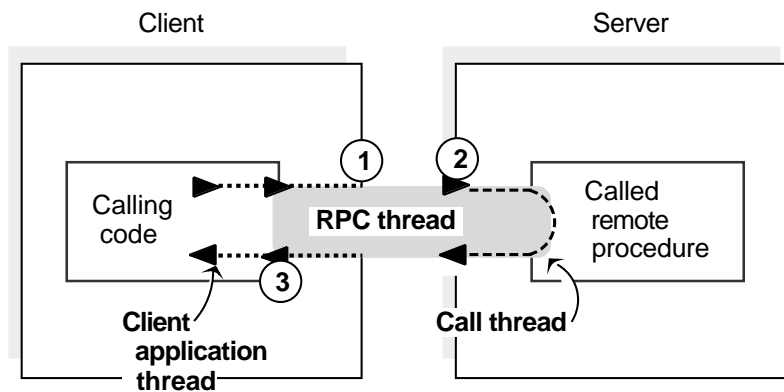 Client
Server
1
2
Calling
code
RPC thread
Called
remote
procedure
3
Client
application
thread
Call thread